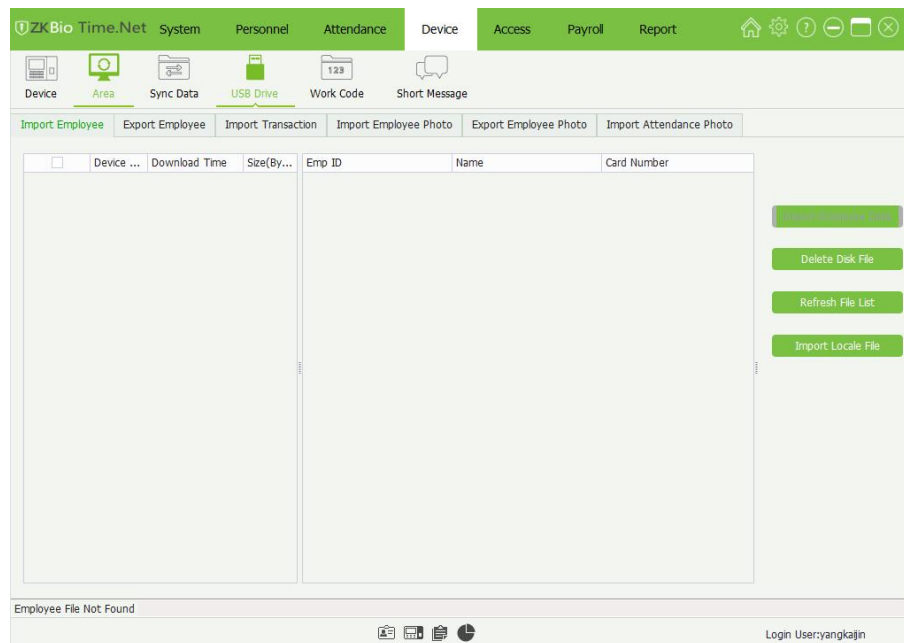 ZKBio Time.Net System Personnel Attendance Device Access Payroll Report
Device Area Sync Data USB Drive Work Code Short Message
123
Import Employee Export Employee Import Transaction Import Employee Photo Export Employee Photo Import Attendance Photo
Device ... Download Time Size(By... Emp ID Name Card Number
Delete Disk File
Refresh File List
Import Locale File
Employee File Not Found
Login User:yangkaijin